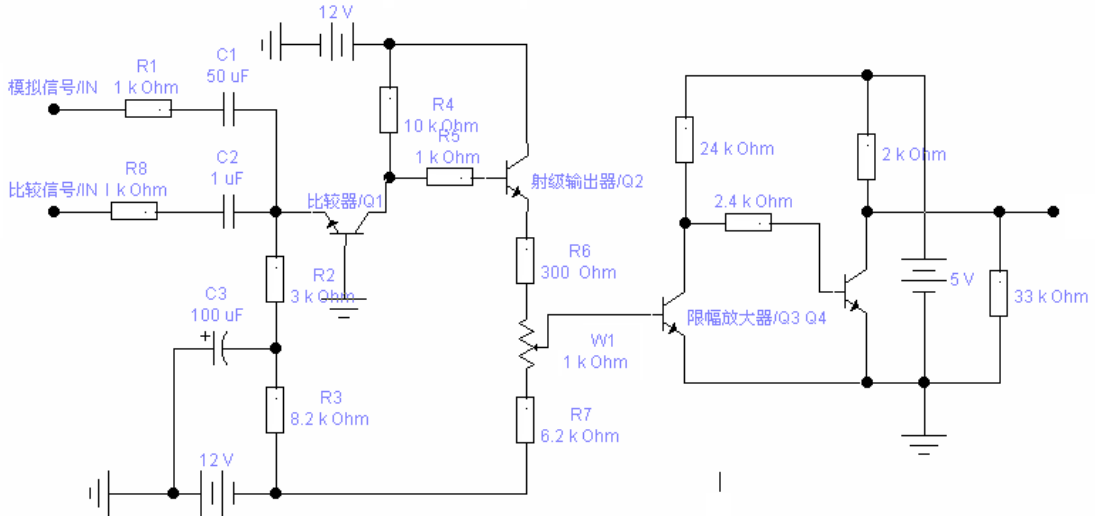 12 V
C1
50 uF
模拟信号/IN
R1
1 k Ohm
R4
10 k Ohm
R5
1 k Ohm
24 k Ohm
2 k Ohm
C2
1 uF
R8
比较信号/IN 1 k Ohm
比较器/Q1
射级输出器/Q2
2.4 k Ohm
R2
3 k Ohm
R6
300 Ohm
5 V
33 k Ohm
C3
100 uF
+
限幅放大器/Q3 Q4
W1
1 k Ohm
R3
8.2 k Ohm
R7
6.2 k Ohm
12 V